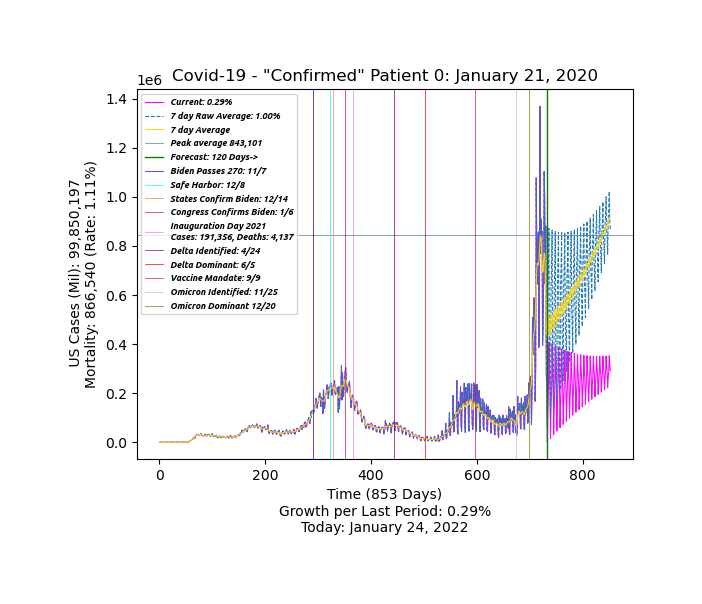 Covid-19 - "Confirmed" Patient 0: January 21, 2020
1e6
Current: 0.29%
7 day Raw Average: 1.00%
7 day Average
Peak average 843,101
Forecast: 120 Days->
Biden Passes 270: 11/7
Safe Harbor: 12/8
States Confirm Biden: 12/14
Congress Confirms Biden: 1/6
Inauguration Day 2021
Cases: 191,356, Deaths: 4,137
Delta Identified: 4/24
Delta Dominant: 6/5
Vaccine Mandate: 9/9
Omicron Identified: 11/25
Omicron Dominant 12/20
1.4
1.2
1.0
0.8
0.6
0.4
0.2
0.0
US Cases (Mil): 99,850,197
Mortality: 866,540 (Rate: 1.11%)
0 200 400 600 800
Time (853 Days)
Growth per Last Period: 0.29%
Today: January 24, 2022